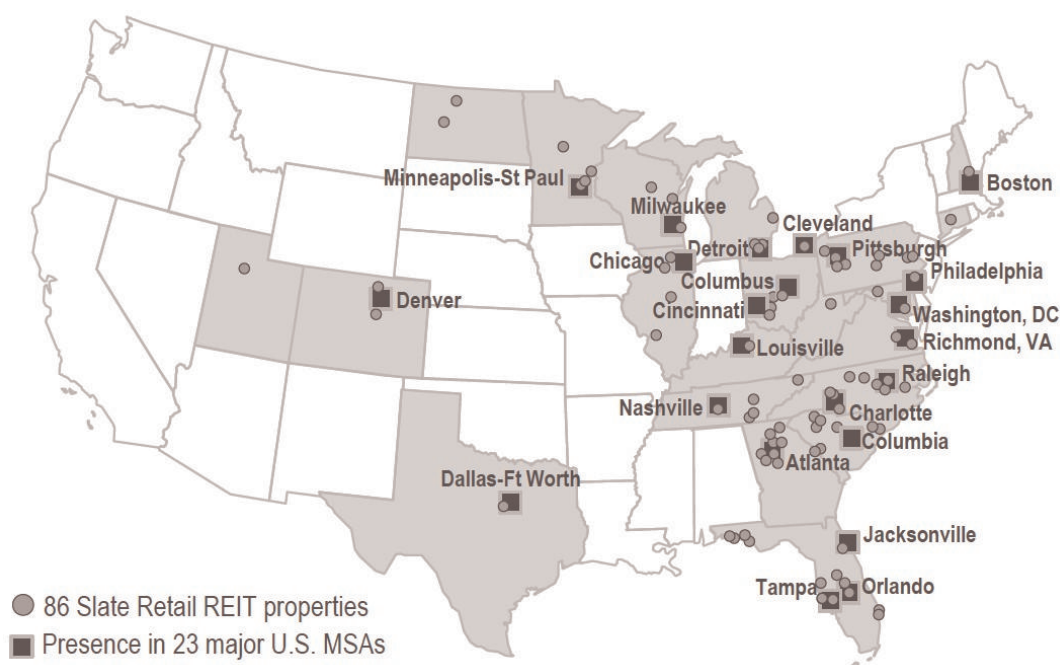 Minneapolis-St Paul
Boston
Milwaukee
Cleveland
Chicago
Detroit
Pittsburgh
Columbus
Philadelphia
Denver
Cincinnati
Washington, DC
Louisville
Richmond, VA
Raleigh
Nashville
Charlotte
Columbia
Atlanta
Dallas-Ft Worth
Jacksonville
Tampa
Orlando
86 Slate Retail REIT properties
Presence in 23 major U.S. MSAs